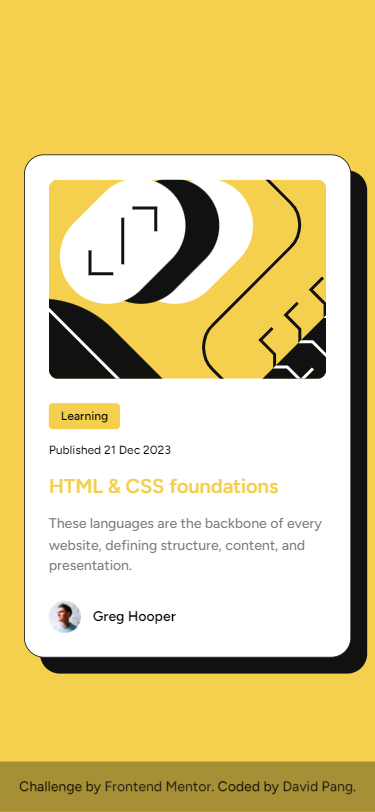 Learning
Published 21 Dec 2023
HTML & CSS foundations
These languages are the backbone of every
website, defining structure, content, and
presentation.
Greg Hooper
Challenge by Frontend Mentor. Coded by David Pang.